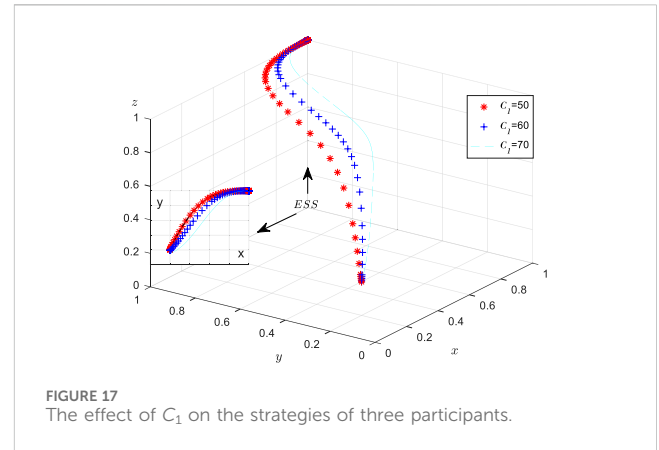 z
1
0.8
0.6
0.4
0.2
0
y
x
ESS
C1=50
C1=60
C1=70
1
0.8
0.6
0.4
0.2
0
y
0
0.2
0.4
0.6
0.8
1
x
FIGURE 17
The effect of C1 on the strategies of three participants.